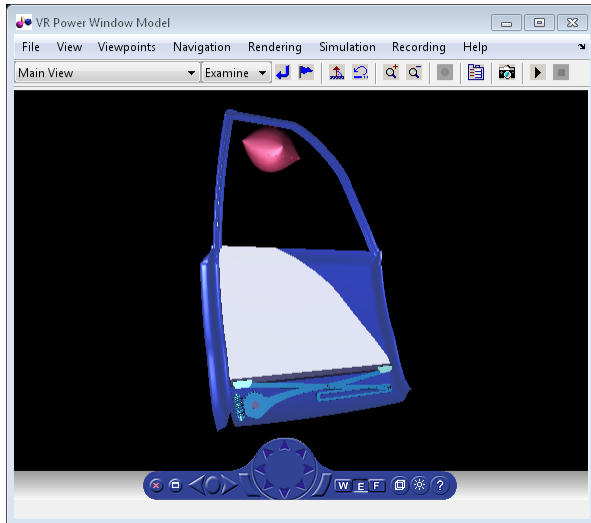 VR Power Window Model
File View Viewpoints Navigation Rendering Simulation Recording Help
Main View Examine
W E F ?